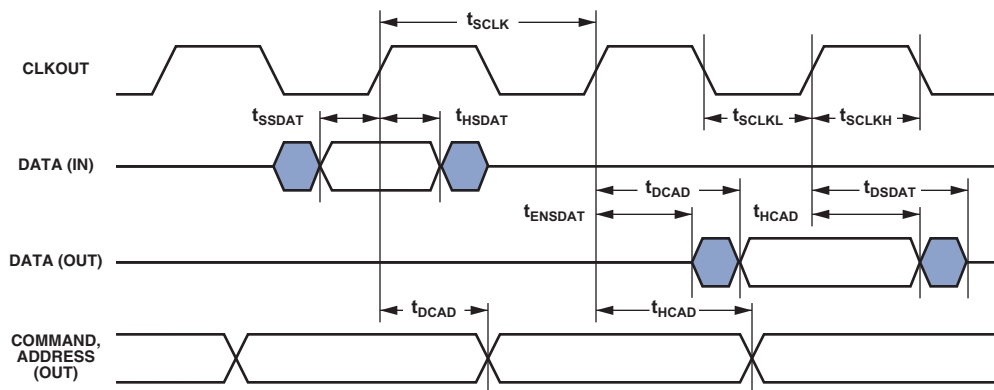 tSCLK
CLKOUT
tSSDAT
tHSDAT
tSCLKL
tSCLKH
DATA (IN)
tDCAD
tDSDAT
tENSDAT
tHCAD
DATA (OUT)
tDCAD
tHCAD
COMMAND,
ADDRESS
(OUT)